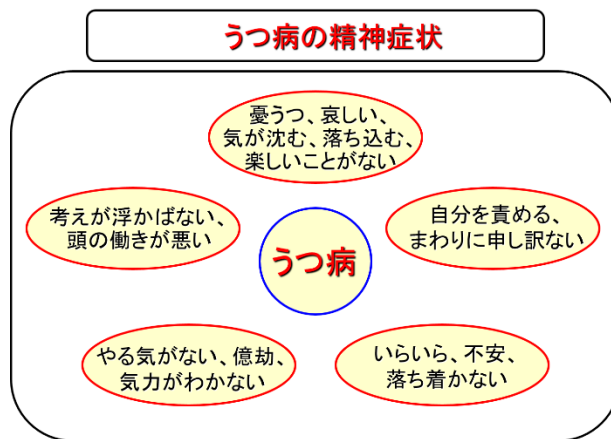 うつ病の精神症状
憂うつ、哀しい、
気が沈む、落ち込む、
楽しいことがない
考えが浮かばない、
頭の働きが悪い
自分を責める、
まわりに申し訳ない
うつ病
やる気がない、億劫、
気力がわかない
いらいら、不安、
落ち着かない